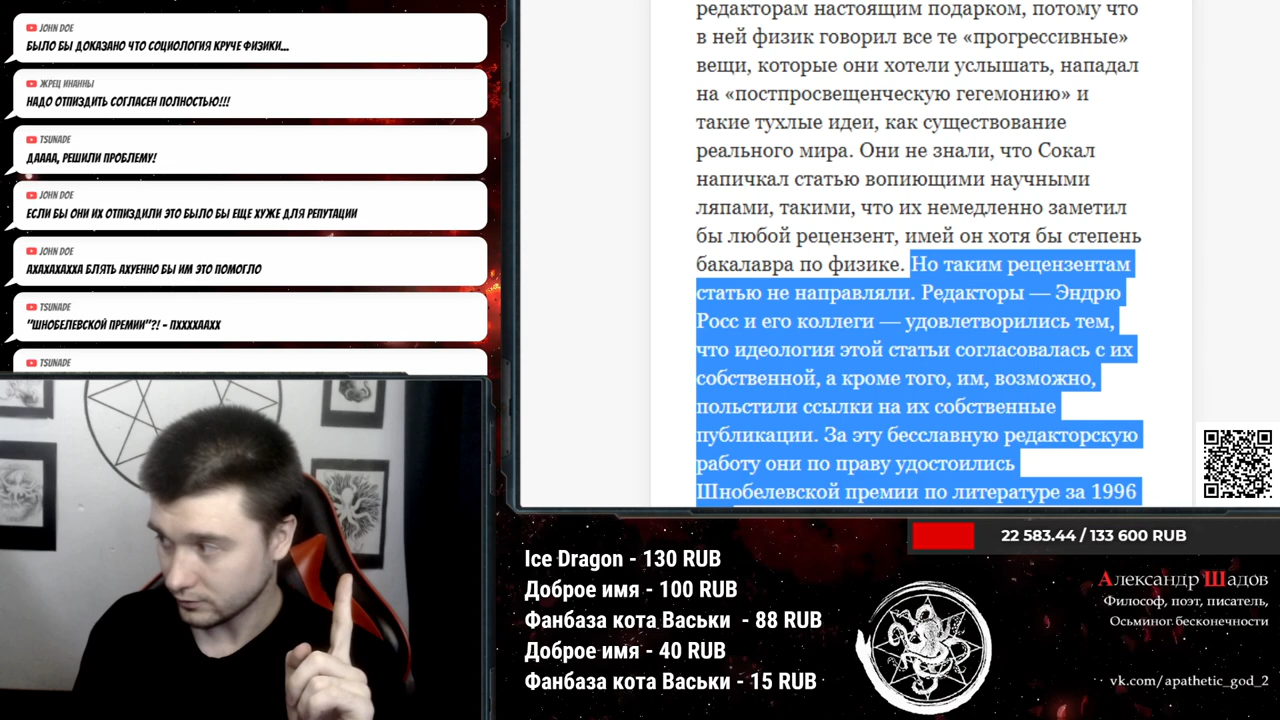 JOHN DOE
БЫЛО БЫ ДОКАЗАНО ЧТО СОЦИОЛОГИЯ КРУЧЕ ФИЗИКИ...
ЖРЕЦ ИНАННЫ
НАДО ОТПИЗДИТЬ СОГЛАСЕН ПОЛНОСТЬЮ!!!
TSUNADE
ДАААА, РЕШИЛИ ПРОБЛЕМУ!
JOHN DOE
ЕСЛИ БЫ ОНИ ИХ ОТПИЗДИЛИ ЭТО БЫЛО БЫ ЕЩЕ ХУЖЕ ДЛЯ РЕПУТАЦИИ
JOHN DOE
АХАХАХАХХА БЛЯТЬ АХУЕННО БЫ ИМ ЭТО ПОМОГЛО
TSUNADE
"ШНОБЕЛЕВСКОЙ ПРЕМИИ"?! - ПХХХХААХХ
TSUNADE
редакторам настоящим подарком, потому что
в ней физик говорил все те «прогрессивные»
вещи, которые они хотели услышать, нападал
на «постпросвещенческую гегемонию» и
такие тухлые идеи, как существование
реального мира. Они не знали, что Сокал
напичкал статью вопиющими научными
ляпами, такими, что их немедленно заметил
бы любой рецензент, имей он хотя бы степень
бакалавра по физике. Но таким рецензентам
статью не направляли. Редакторы — Эндрю
Росс и его коллеги — удовлетворились тем,
что идеология этой статьи согласовалась с их
собственной, а кроме того, им, возможно,
польстили ссылки на их собственные
публикации. За эту бесславную редакторскую
работу они по праву удостоились
Шнобелевской премии по литературе за 1996
22 583.44 / 133 600 RUB
Ice Dragon - 130 RUB
Доброе имя - 100 RUB
Фанбаза кота Васьки - 88 RUB
Доброе имя - 40 RUB
Фанбаза кота Васьки - 15 RUB
Александр Шадов
Философ, поэт, писатель,
Осьминог бесконечности
vk.com/apathetic_god_2